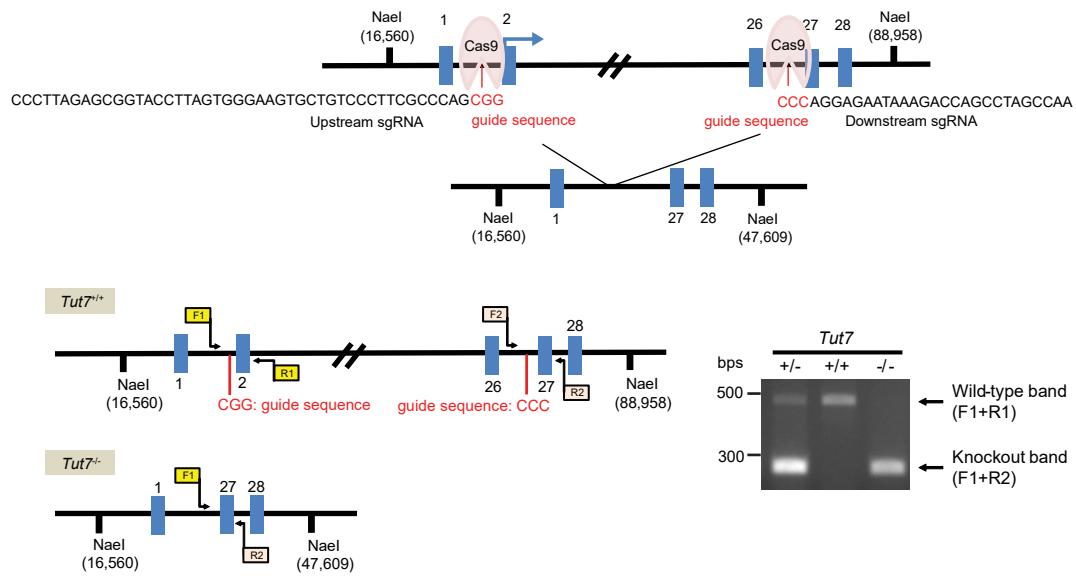 NaeI
(16,560)
1
Cas9
2
26
Cas9
27
28
NaeI
(88,958)
CCCTTAGAGCGGTACCTTAGTGGGAAGTGCTGTCCCTTCGCCCAGCGG
CCCAGGAGAATAAAGACCAGCCTAGCCAA
Upstream sgRNA
guide sequence
guide sequence
Downstream sgRNA
NaeI
(16,560)
1
27
28
NaeI
(47,609)
Tut7+/+
F1
F2
28
NaeI
(16,560)
1
2
R1
26
27
R2
NaeI
(88,958)
CGG: guide sequence
guide sequence: CCC
Tut7-/-
F1
1
27
28
NaeI
(16,560)
R2
NaeI
(47,609)
Tut7
bps
+/-
+/+
-/-
500
300
Wild-type band
(F1+R1)
Knockout band
(F1+R2)